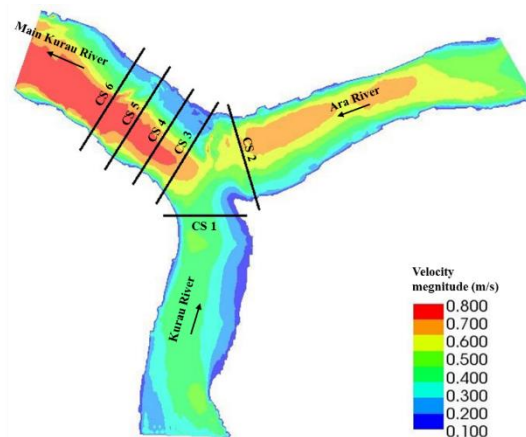 Main Kurau River
CS 6
CS 5
CS 4
CS 3
Ara River
CS 2
CS 1
Kurau River
Velocity
megnitude (m/s)
0.800
0.700
0.600
0.500
0.400
0.300
0.200
0.100